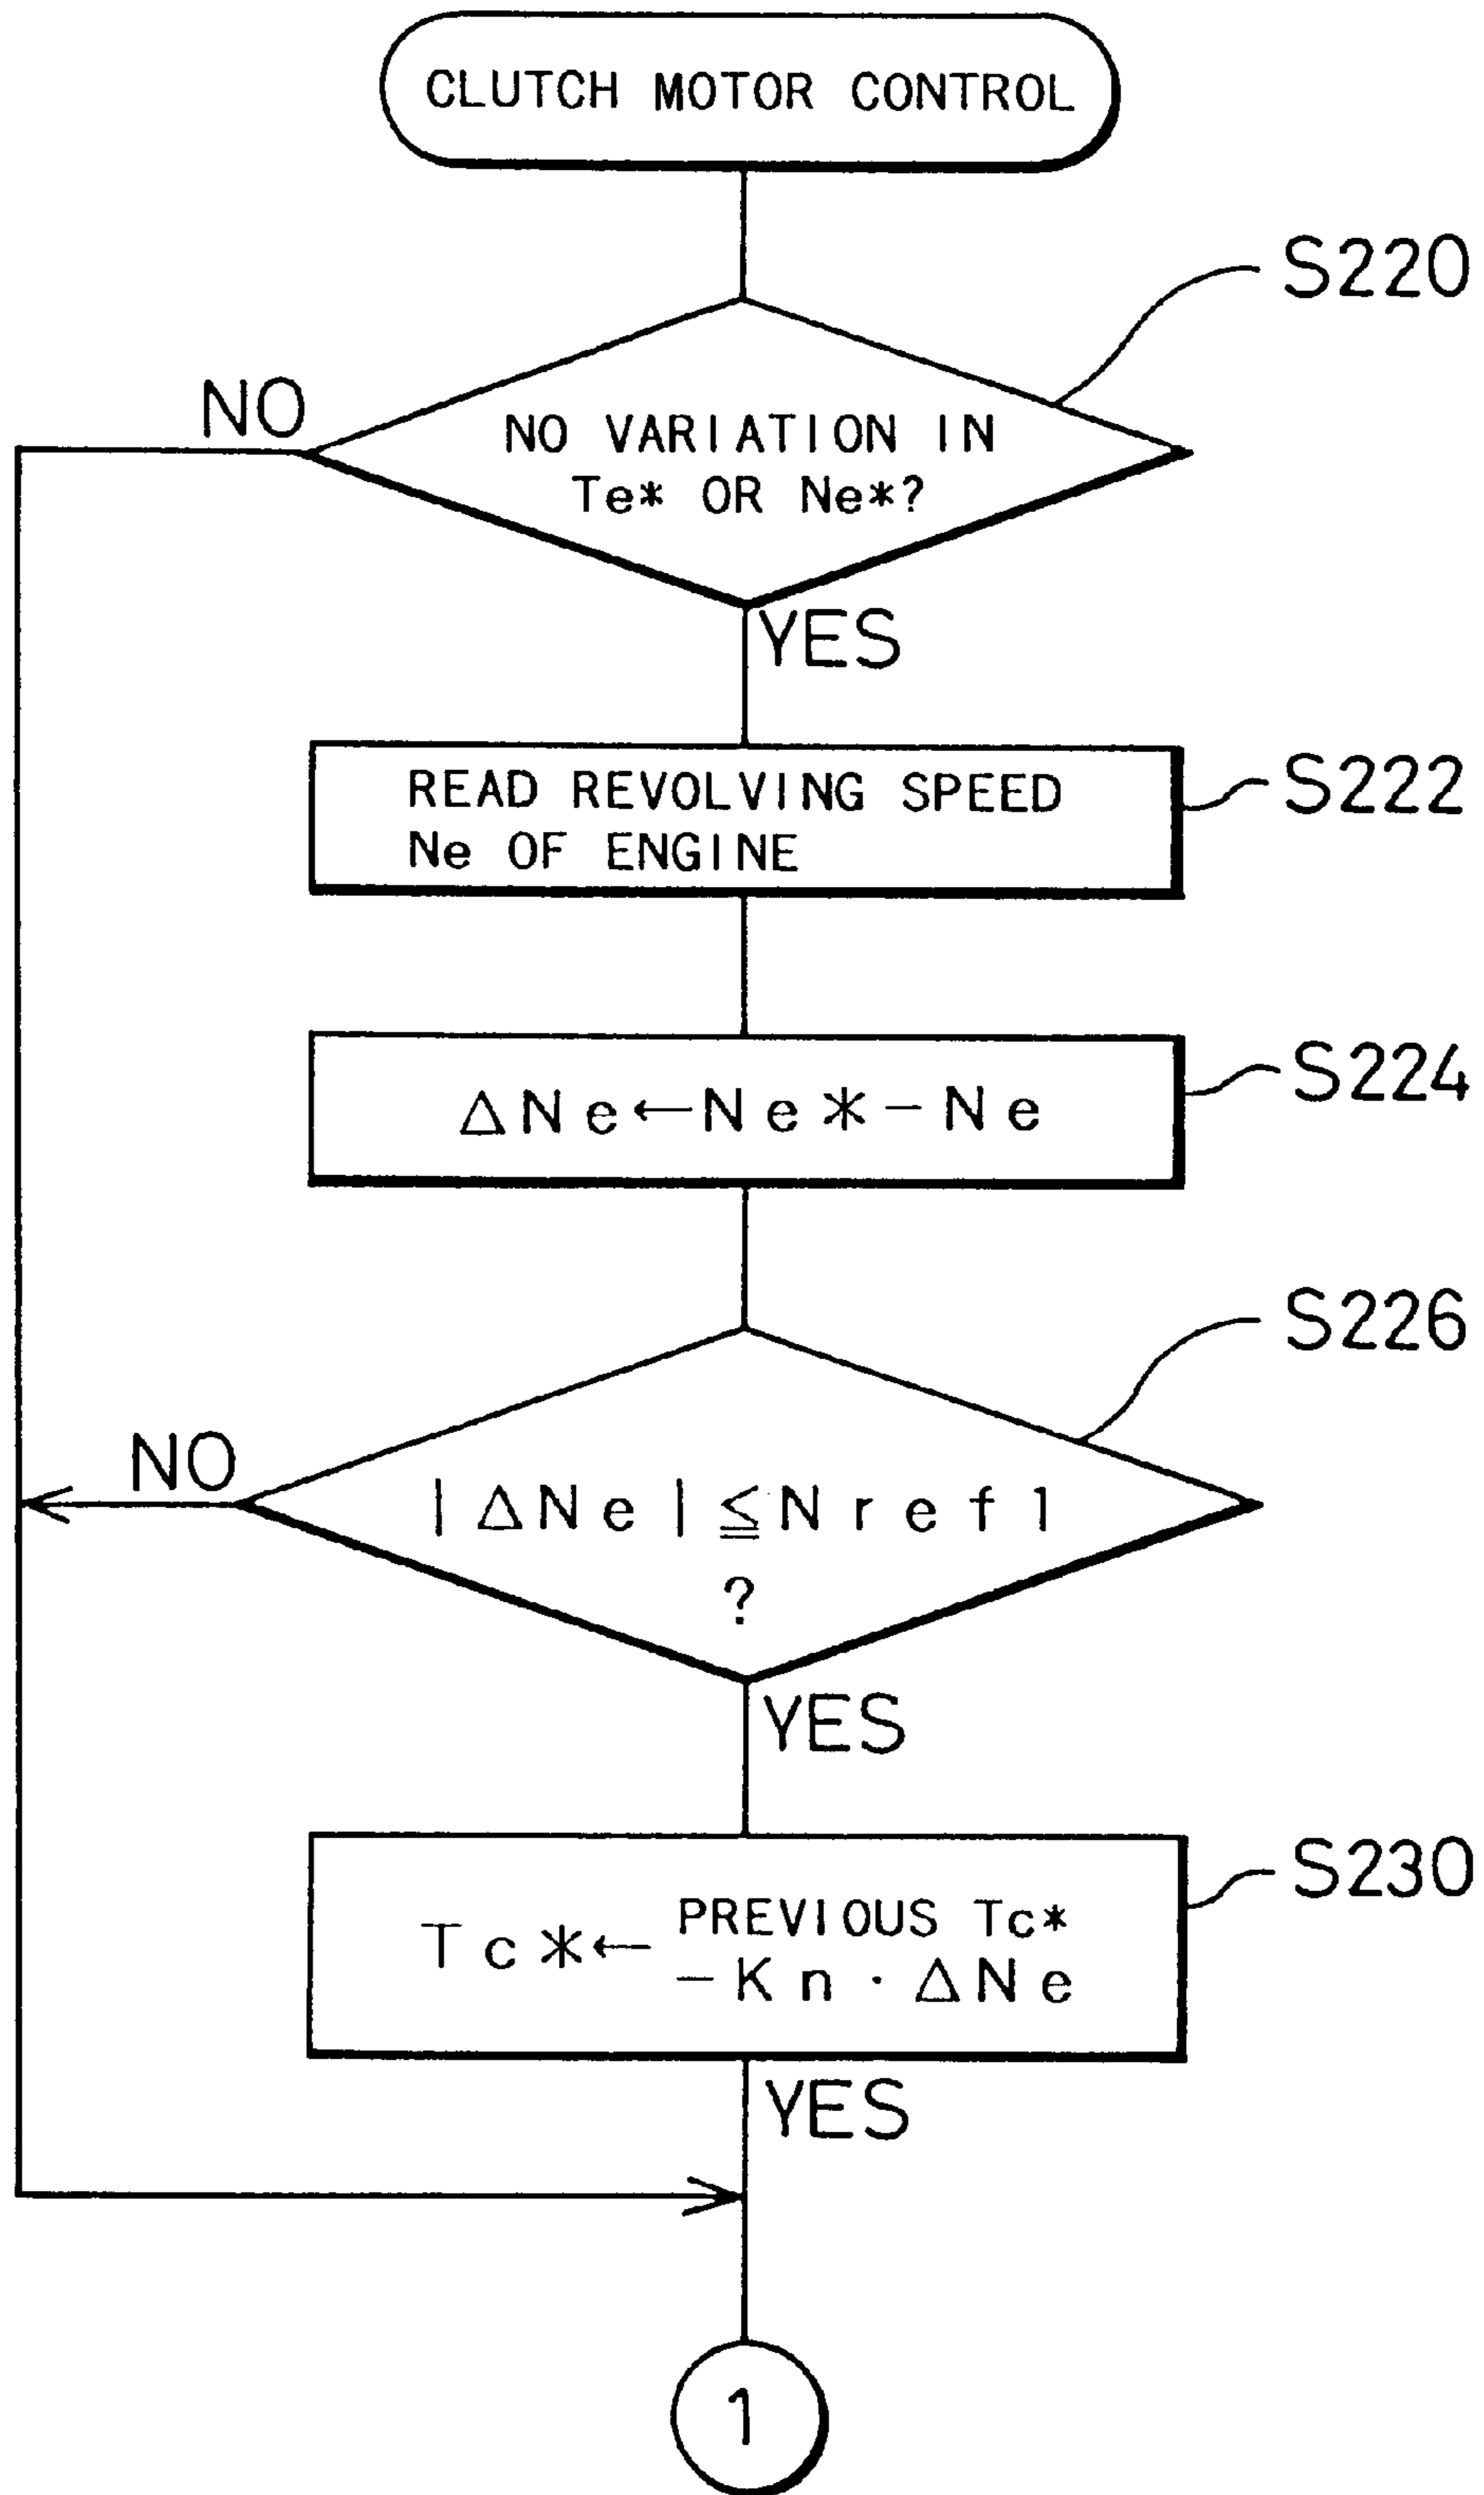 CLUTCH MOTOR CONTROL
S220
NO
NO VARIATION IN
Te* OR Ne*?
YES
READ REVOLVING SPEED
Ne OF ENGINE
S222
ΔNe←Ne*−Ne
S224
S226
NO
|ΔNe|≦Nref1
?
YES
S230
Tc*← PREVIOUS Tc*
−Kn·ΔNe
YES
1